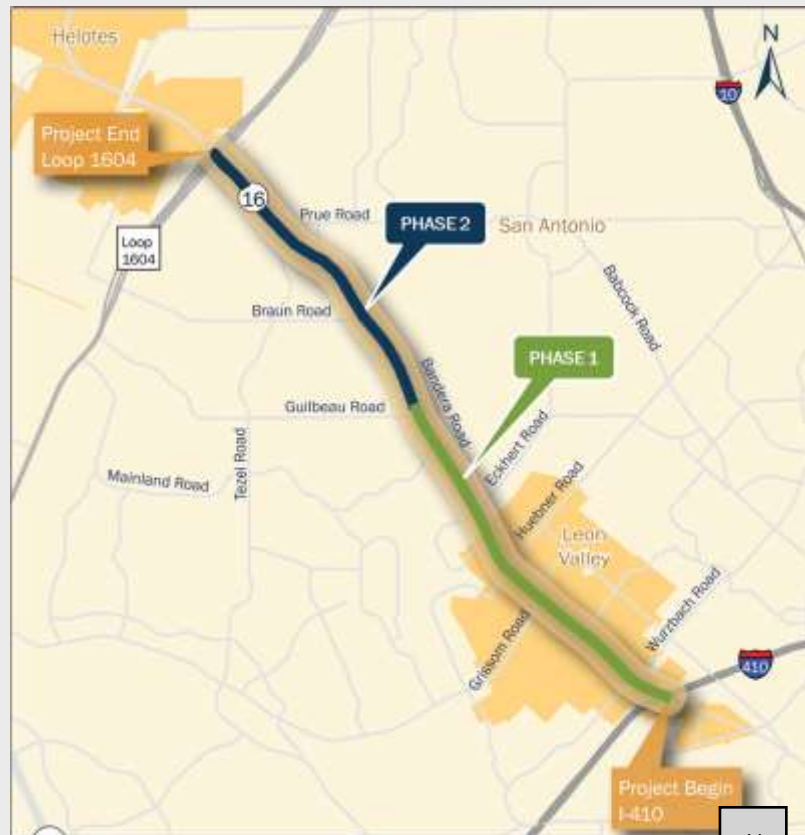 Helotes
N
10
Project End
Loop 1604
16
Prue Road
PHASE 2
San Antonio
Loop
1604
Babcock Road
Braun Road
PHASE 1
Bandera Road
Guilbeau Road
Eckhert Road
Tezel Road
Mainland Road
Huebner Road
Leon
Valley
Wurzbach Road
Grissom Road
410
Project Begin
I-410